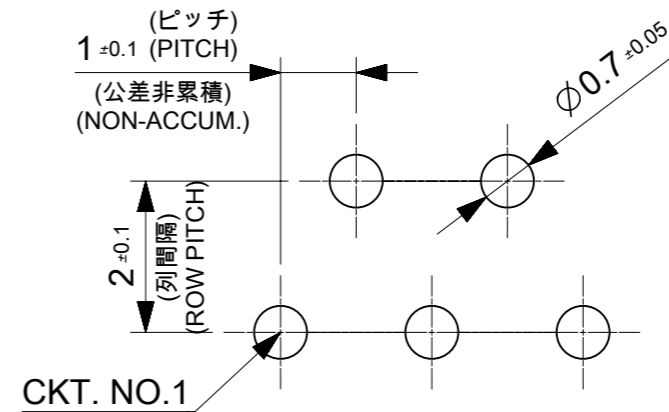 (ピッチ)
1 ±0.1 (PITCH)
(公差非累積)
(NON-ACCUM.)
∅0.7 ±0.05
2 ±0.1
(列間隔)
(ROW PITCH)
CKT. NO.1